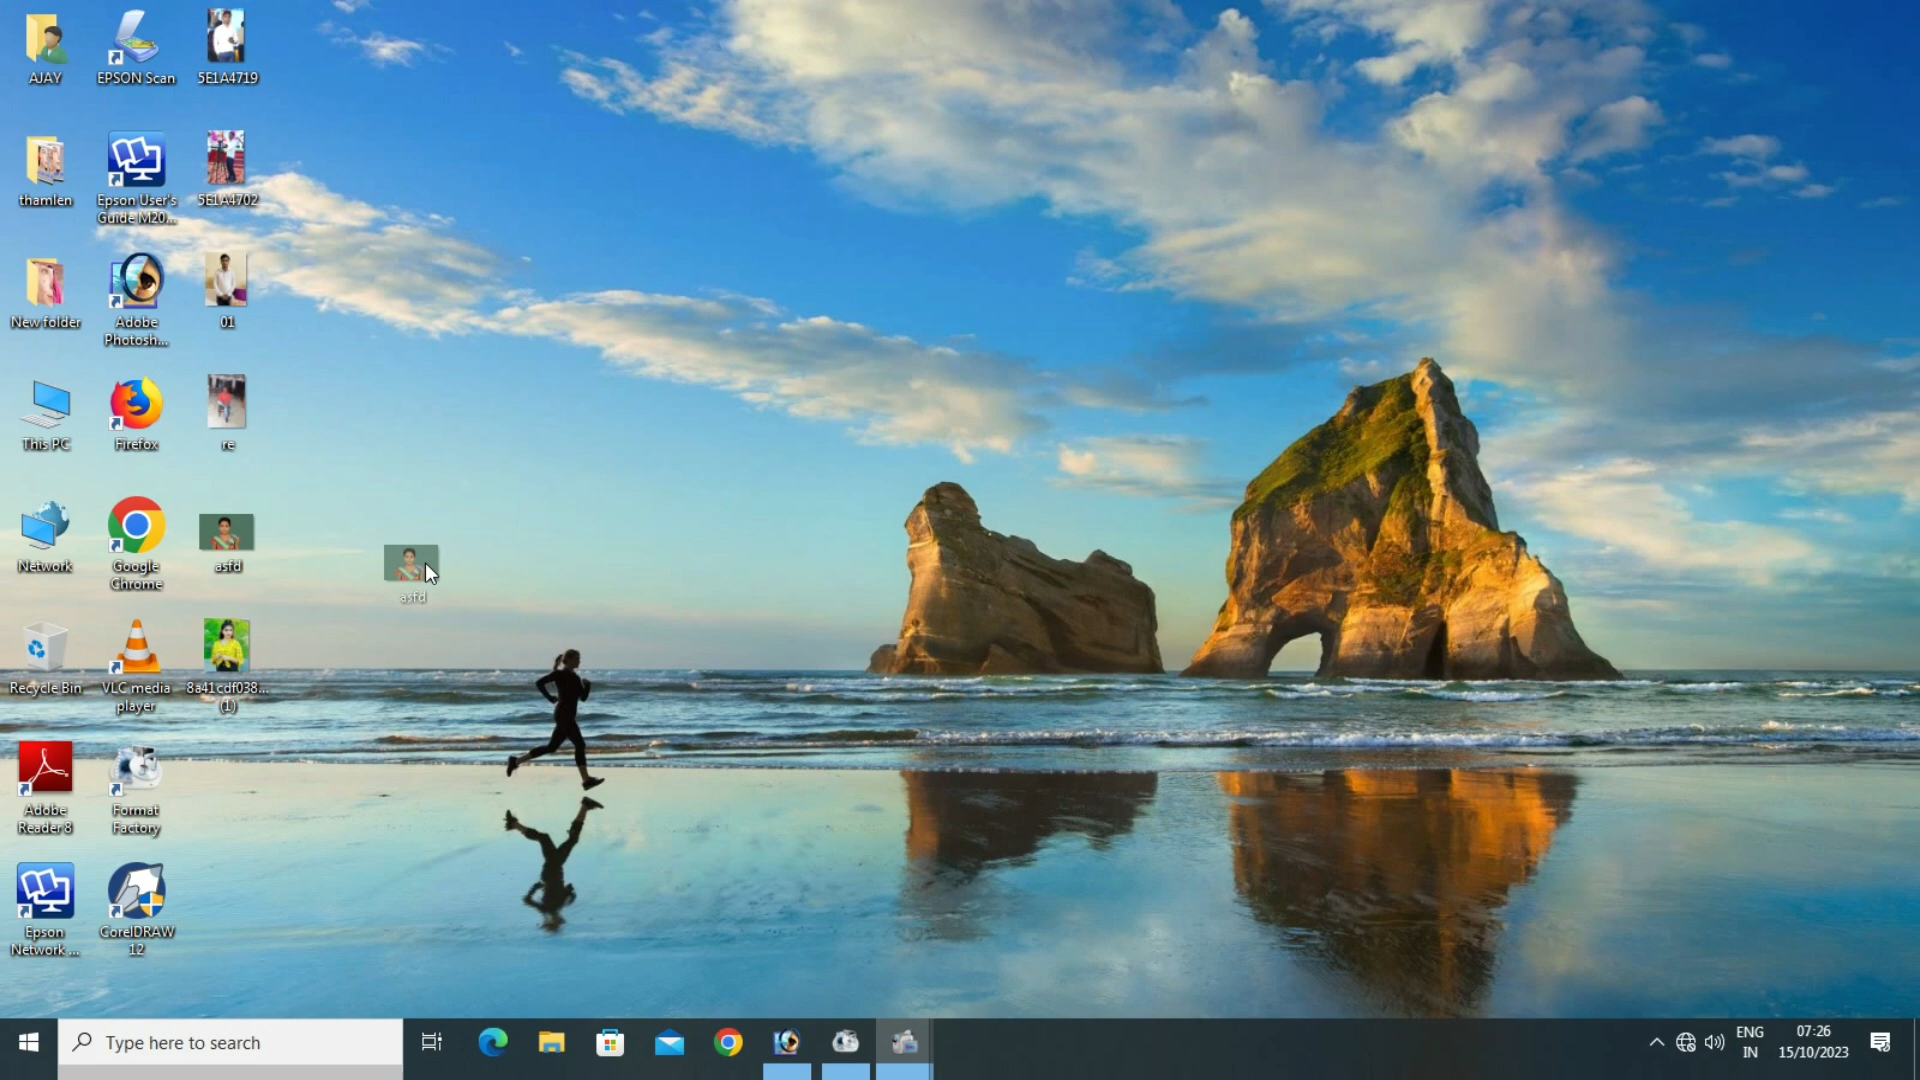 AJAY
EPSON Scan
5E1A4719
thamlen
Epson User's
Guide M20...
5E1A4702
New folder
Adobe
Photosh...
01
This PC
Firefox
re
Network
Google
Chrome
asfd
asfd
Recycle Bin
VLC media
player
8a41cdf038...
(1)
Adobe
Reader 8
Format
Factory
Epson
Network ...
CorelDRAW
12
Type here to search
ENG
IN
07:26
15/10/2023